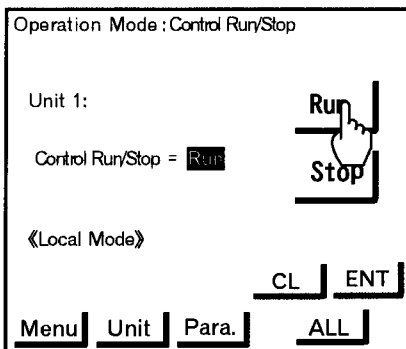 Operation Mode : Control Run/Stop
Unit 1:
Run
Control Run/Stop = Run
Stop
《Local Mode》
CL ENT
Menu Unit Para. ALL